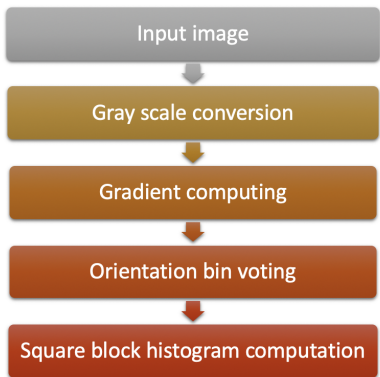 Input image
Gray scale conversion
Gradient computing
Orientation bin voting
Square block histogram computation